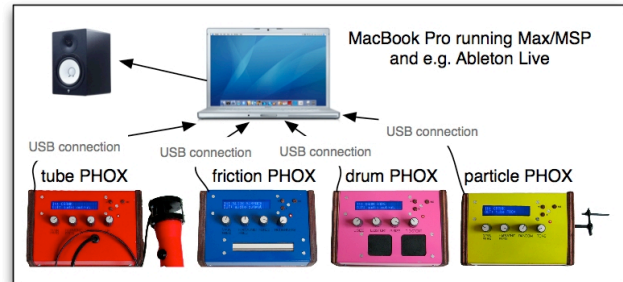 MacBook Pro running Max/MSP
and e.g. Ableton Live
USB connection
USB connection
USB connection
USB connection
tube PHOX
friction PHOX
drum PHOX
particle PHOX